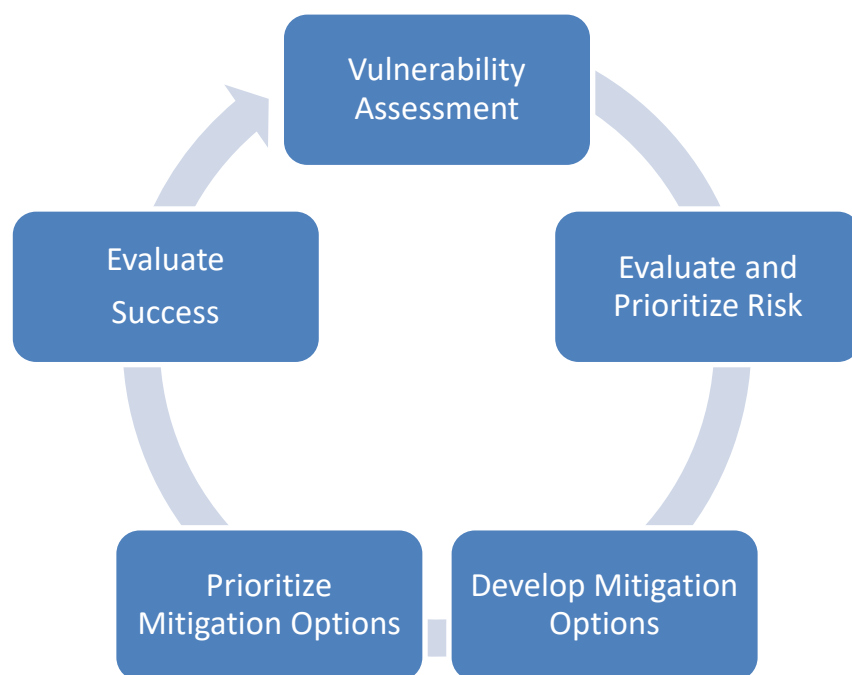 Vulnerability
Assessment
Evaluate and
Prioritize Risk
Develop Mitigation
Options
Prioritize
Mitigation Options
Evaluate
Success